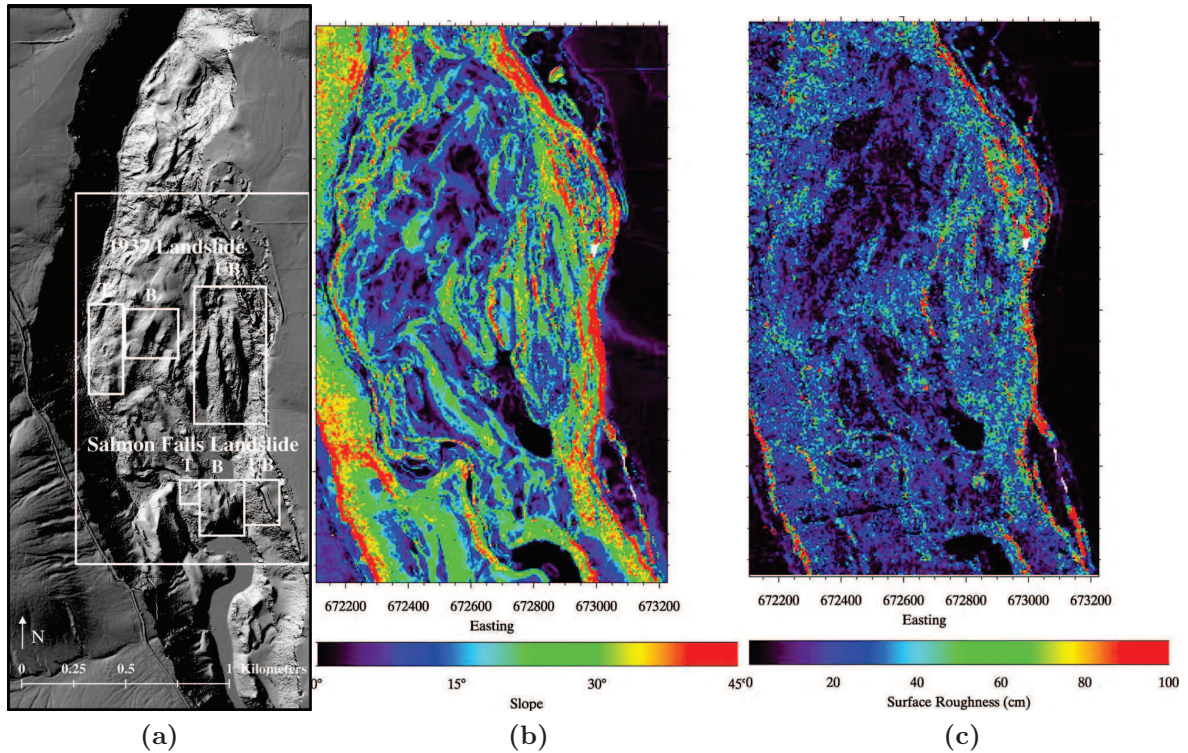 1937 Landslide
UB
T
B
Salmon Falls Landslide
T
B
B
N
0
0.25
0.5
1 Kilometers
672200
672400
672600
672800
673000
673200
Easting
0°
15°
30°
45°
Slope
672200
672400
672600
672800
673000
673200
Easting
0
20
40
60
80
100
Surface Roughness (cm)
(a)
(b)
(c)